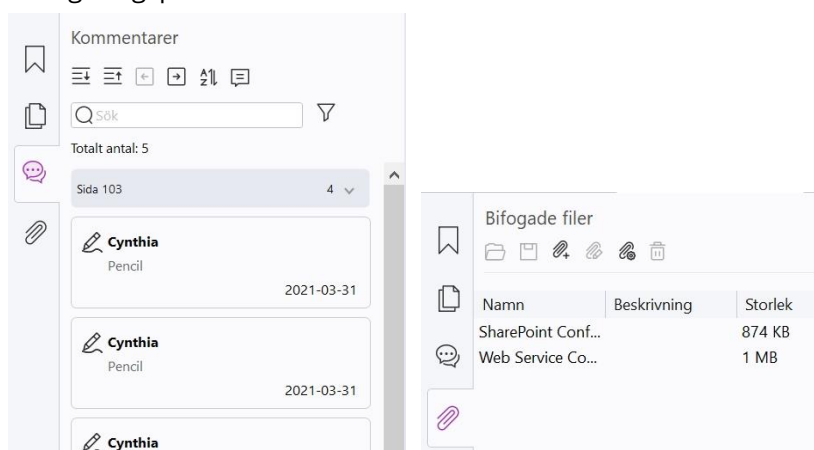 Kommentarer
Sök
Totalt antal: 5
Sida 103 4
Cynthia
Pencil
2021-03-31
Cynthia
Pencil
2021-03-31
Cynthia
Bifogade filer
Namn Beskrivning Storlek
SharePoint Conf... 874 KB
Web Service Co... 1 MB